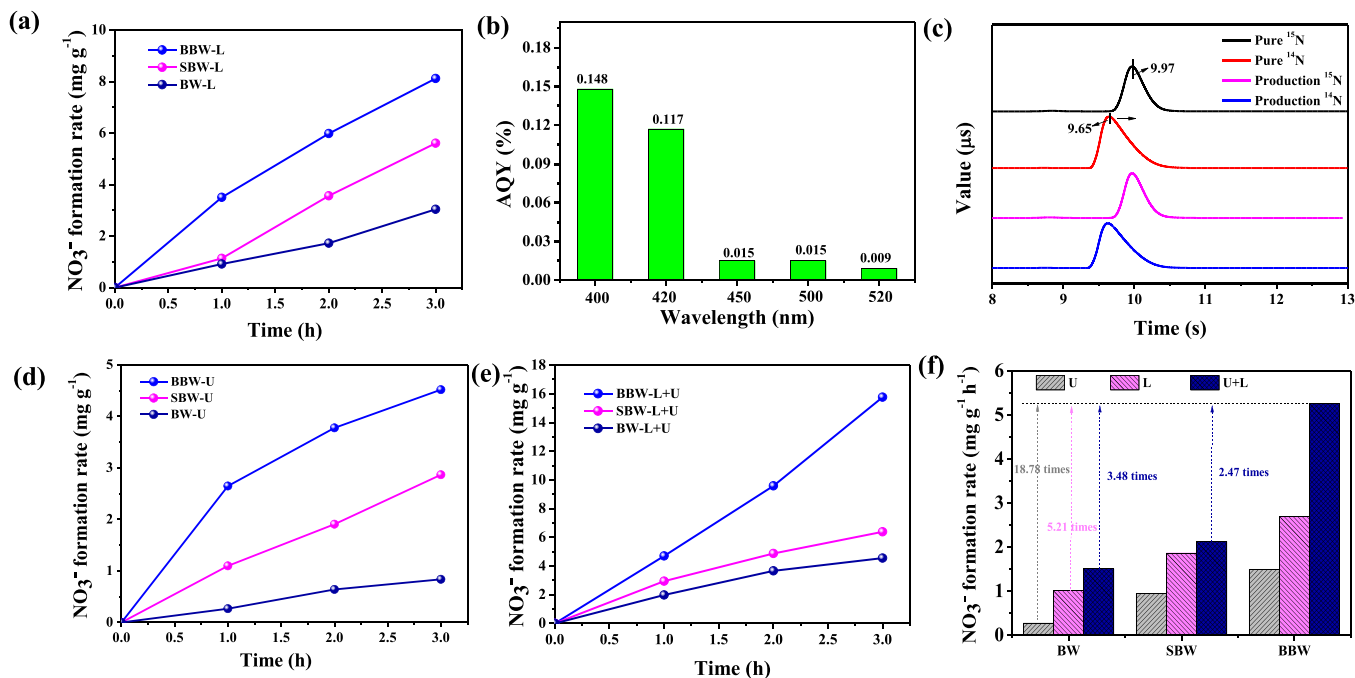 (a)
NO₃⁻ formation rate (mg g⁻¹)
10
8
6
4
2
0
BBW-L
SBW-L
BW-L
0.0 0.5 1.0 1.5 2.0 2.5 3.0
Time (h)
(b)
AQY (%)
0.18
0.15
0.12
0.09
0.06
0.03
0.00
0.148
0.117
0.015
0.015
0.009
400 420 450 500 520
Wavelength (nm)
(c)
Value (μs)
Pure ¹⁵N
Pure ¹⁴N
Production ¹⁵N
Production ¹⁴N
9.97
9.65
8 9 10 11 12 13
Time (s)
(d)
NO₃⁻ formation rate (mg g⁻¹)
5
4
3
2
1
0
BBW-U
SBW-U
BW-U
0.0 0.5 1.0 1.5 2.0 2.5 3.0
Time (h)
(e)
NO₃⁻ formation rate (mg g⁻¹)
18
16
14
12
10
8
6
4
2
0
BBW-L+U
SBW-L+U
BW-L+U
0.0 0.5 1.0 1.5 2.0 2.5 3.0
Time (h)
(f)
NO₃⁻ formation rate (mg g⁻¹ h⁻¹)
6
5
4
3
2
1
0
U L U+L
18.78 times
5.21 times
3.48 times
2.47 times
BW SBW BBW